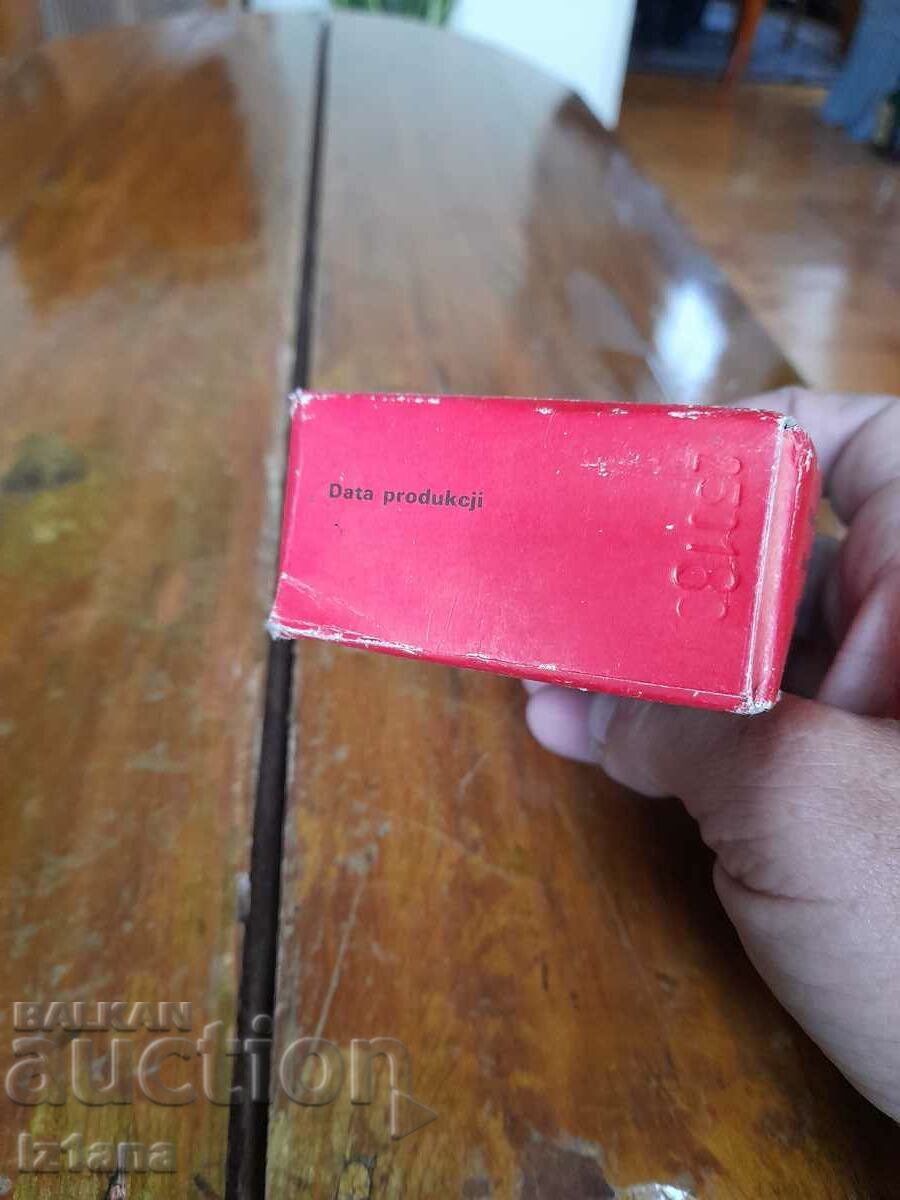 Data produkcji
BALKAN
auction
iz1ana